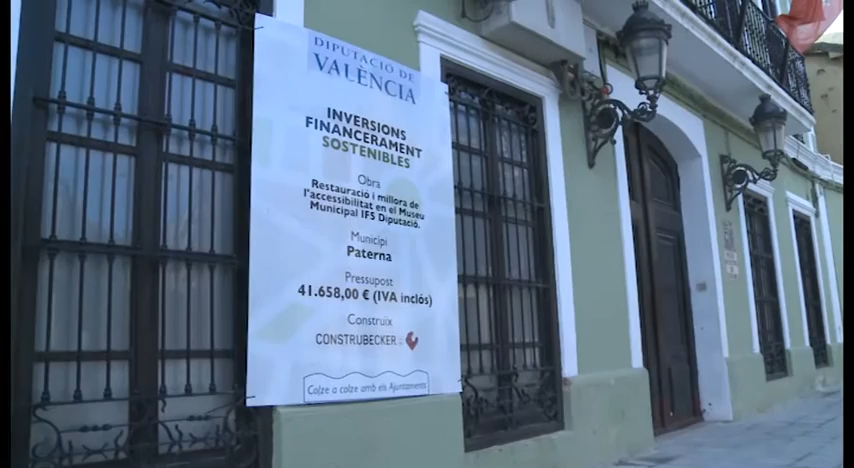 DIPUTACIÓ DE
VALÈNCIA
INVERSIONS
FINANCERAMENT
SOSTENIBLES
Obra
Restauració i millora de
l'accessibilitat en el Museu
Municipal IFS Diputació.
Municipi
Paterna
Pressupost
41.658,00 € (IVA inclós)
Construix
CONSTRUBECKER
Colze a colze amb els Ajuntaments